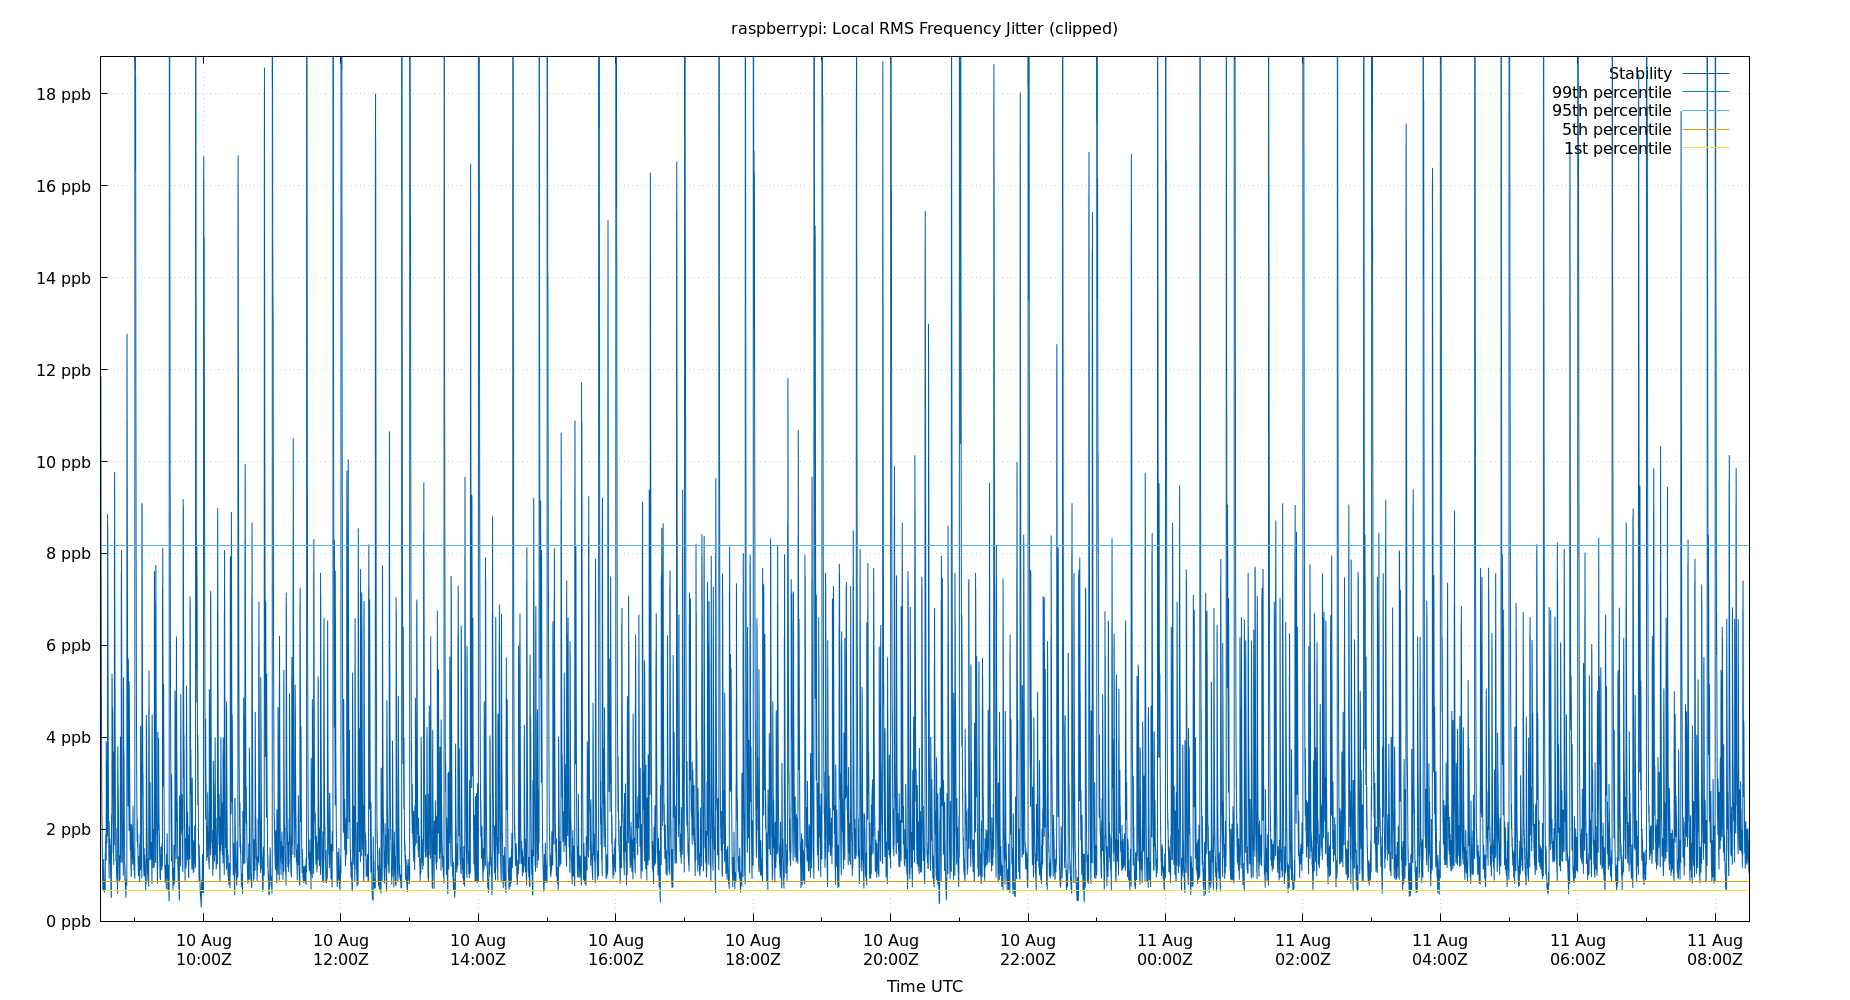 raspberrypi: Local RMS Frequency Jitter (clipped)
Stability
99th percentile
95th percentile
5th percentile
1st percentile
18 ppb
16 ppb
14 ppb
12 ppb
10 ppb
8 ppb
6 ppb
4 ppb
2 ppb
0 ppb
10 Aug 10 Aug 10 Aug 10 Aug 10 Aug 10 Aug 10 Aug 11 Aug 11 Aug 11 Aug 11 Aug 11 Aug
10:00Z 12:00Z 14:00Z 16:00Z 18:00Z 20:00Z 22:00Z 00:00Z 02:00Z 04:00Z 06:00Z 08:00Z
Time UTC